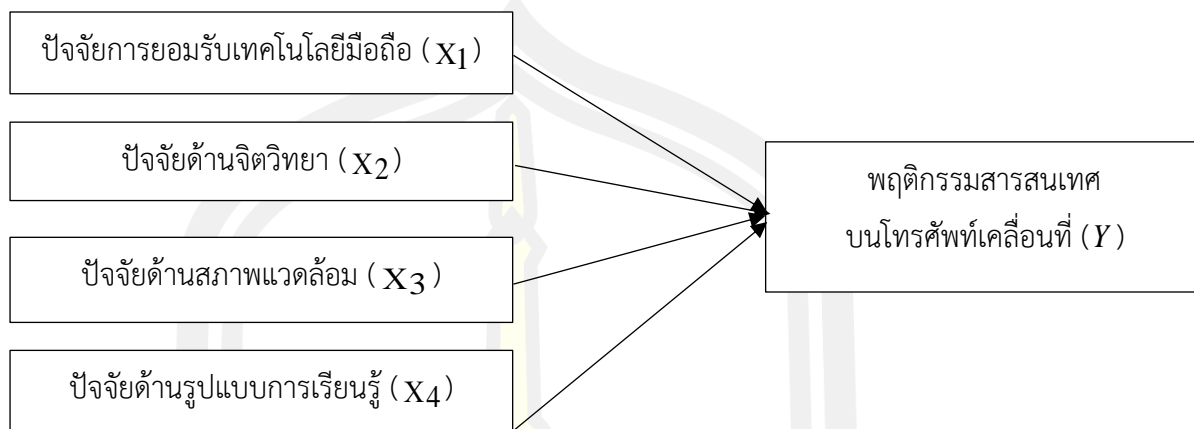 ปัจจัยการยอมรับเทคโนโลยีมือถือ (X1)
ปัจจัยด้านจิตวิทยา (X2)
ปัจจัยด้านสภาพแวดล้อม (X3)
ปัจจัยด้านรูปแบบการเรียนรู้ (X4)
พฤติกรรมสารสนเทศ
บนโทรศัพท์เคลื่อนที่ (Y)